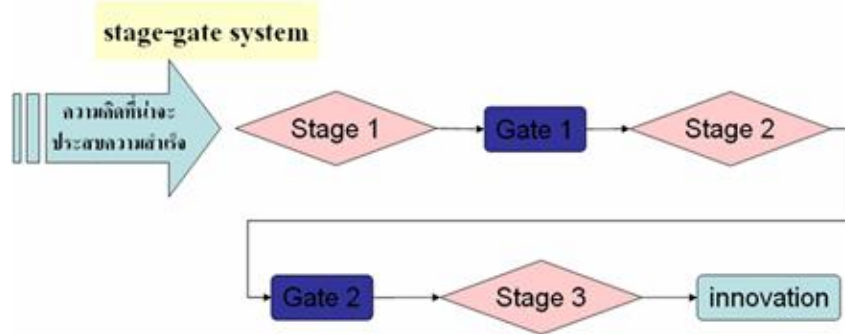 stage-gate system
ความคิดที่น่าจะ
ประสบความสำเร็จ
Stage 1
Gate 1
Stage 2
Gate 2
Stage 3
innovation